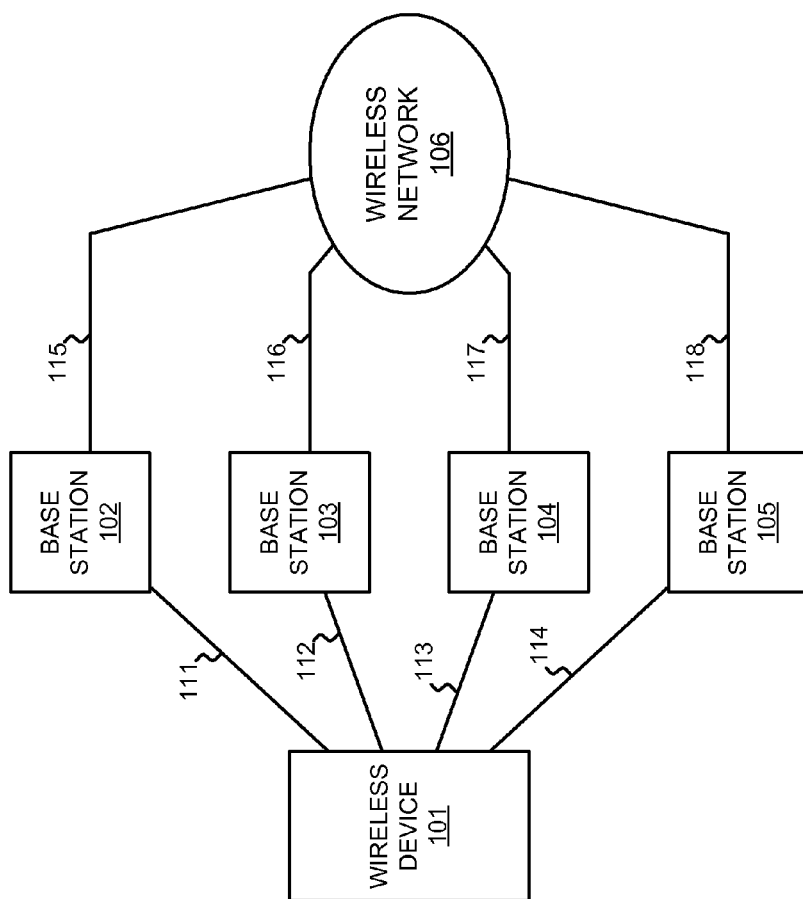 WIRELESS
NETWORK
106
115
116
117
118
BASE
STATION
102
BASE
STATION
103
BASE
STATION
104
BASE
STATION
105
111
112
113
114
WIRELESS
DEVICE
101